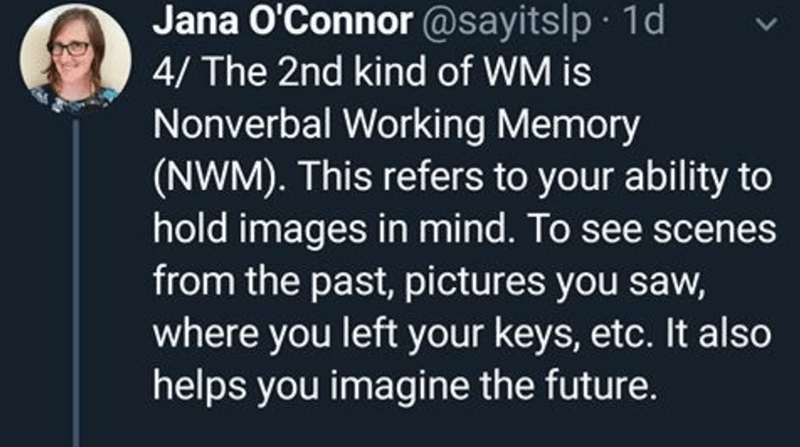 Jana O'Connor @sayitslp · 1d
4/ The 2nd kind of WM is
Nonverbal Working Memory
(NWM). This refers to your ability to
hold images in mind. To see scenes
from the past, pictures you saw,
where you left your keys, etc. It also
helps you imagine the future.